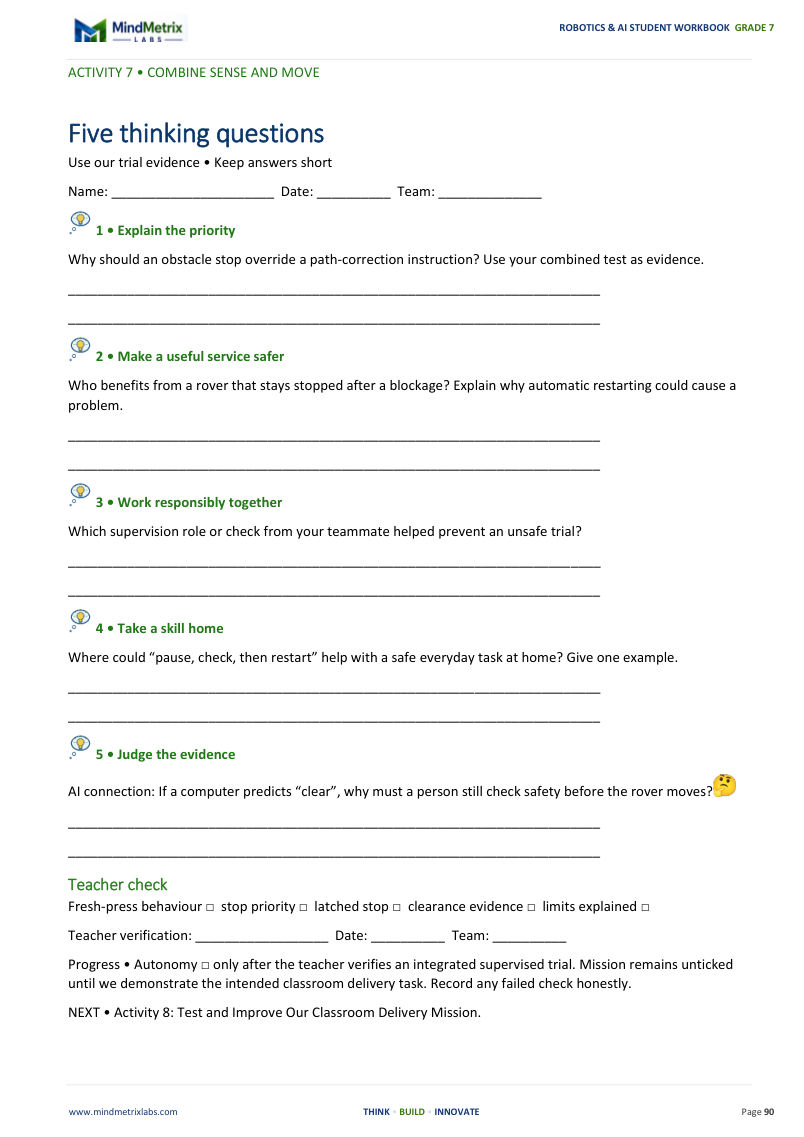 MindMetrix
LABS
ROBOTICS & AI STUDENT WORKBOOK GRADE 7
ACTIVITY 7 • COMBINE SENSE AND MOVE
Five thinking questions
Use our trial evidence • Keep answers short
Name: ______________________ Date: __________ Team: ______________
1 • Explain the priority
Why should an obstacle stop override a path-correction instruction? Use your combined test as evidence.
________________________________________________________________________
________________________________________________________________________
2 • Make a useful service safer
Who benefits from a rover that stays stopped after a blockage? Explain why automatic restarting could cause a
problem.
________________________________________________________________________
________________________________________________________________________
3 • Work responsibly together
Which supervision role or check from your teammate helped prevent an unsafe trial?
________________________________________________________________________
________________________________________________________________________
4 • Take a skill home
Where could “pause, check, then restart” help with a safe everyday task at home? Give one example.
________________________________________________________________________
________________________________________________________________________
5 • Judge the evidence
AI connection: If a computer predicts “clear”, why must a person still check safety before the rover moves?🤔
________________________________________________________________________
________________________________________________________________________
Teacher check
Fresh-press behaviour □ stop priority □ latched stop □ clearance evidence □ limits explained □
Teacher verification: __________________ Date: __________ Team: __________
Progress • Autonomy □ only after the teacher verifies an integrated supervised trial. Mission remains unticked
until we demonstrate the intended classroom delivery task. Record any failed check honestly.
NEXT • Activity 8: Test and Improve Our Classroom Delivery Mission.
www.mindmetrixlabs.com THINK • BUILD • INNOVATE Page 90